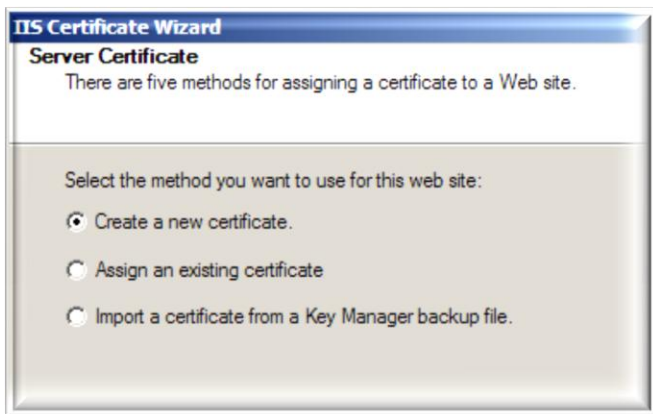 IIS Certificate Wizard
Server Certificate
There are five methods for assigning a certificate to a Web site.
Select the method you want to use for this web site:
Create a new certificate.
Assign an existing certificate
Import a certificate from a Key Manager backup file.